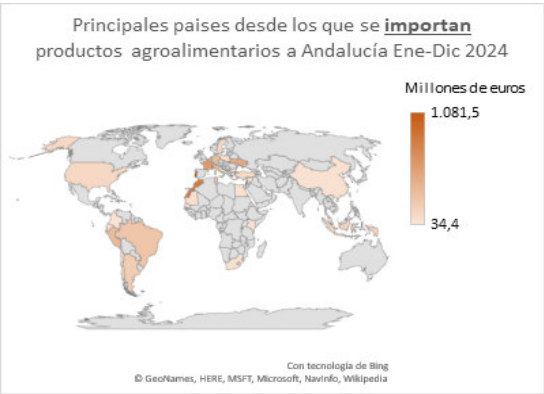 Principales paises desde los que se importan
productos agroalimentarios a Andalucía Ene-Dic 2024
Millones de euros
1.081,5
34,4
Con tecnología de Bing
© GeoNames, HERE, MSFT, Microsoft, NavInfo, Wikipedia